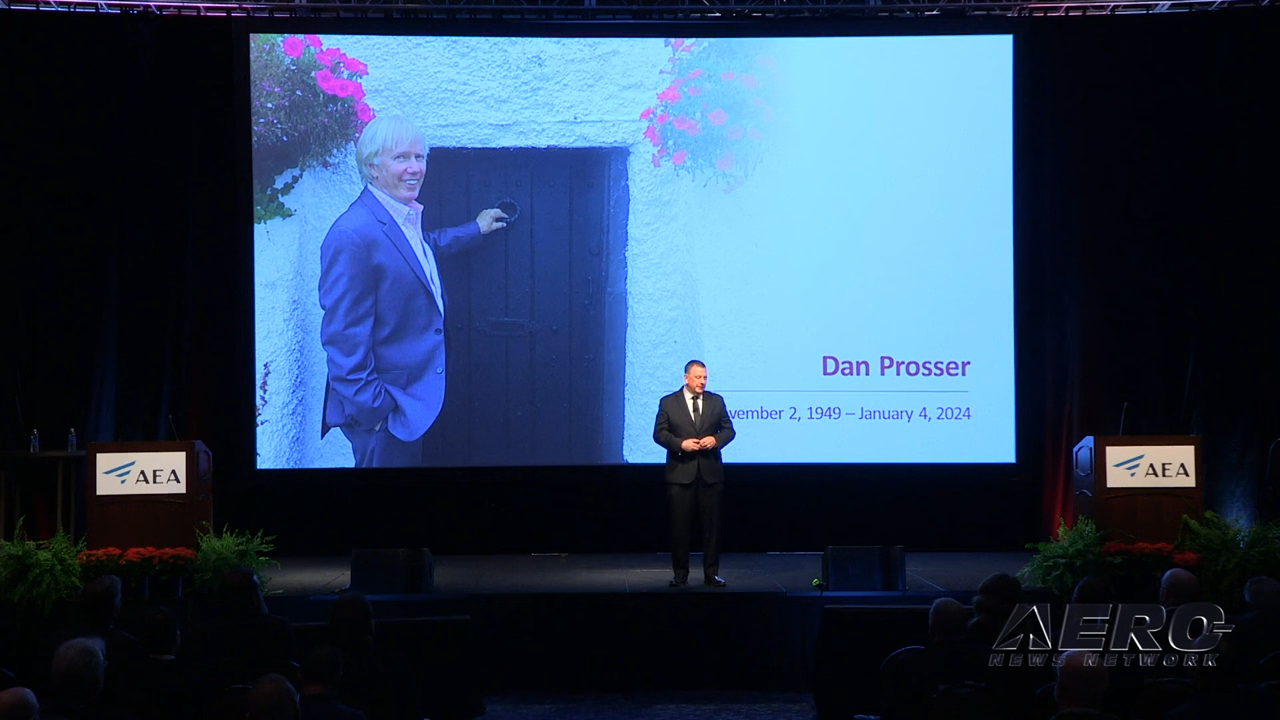 Dan Prosser
vember 2, 1949 – January 4, 2024
AEA
AEA
AERO
NEWS NETWORK